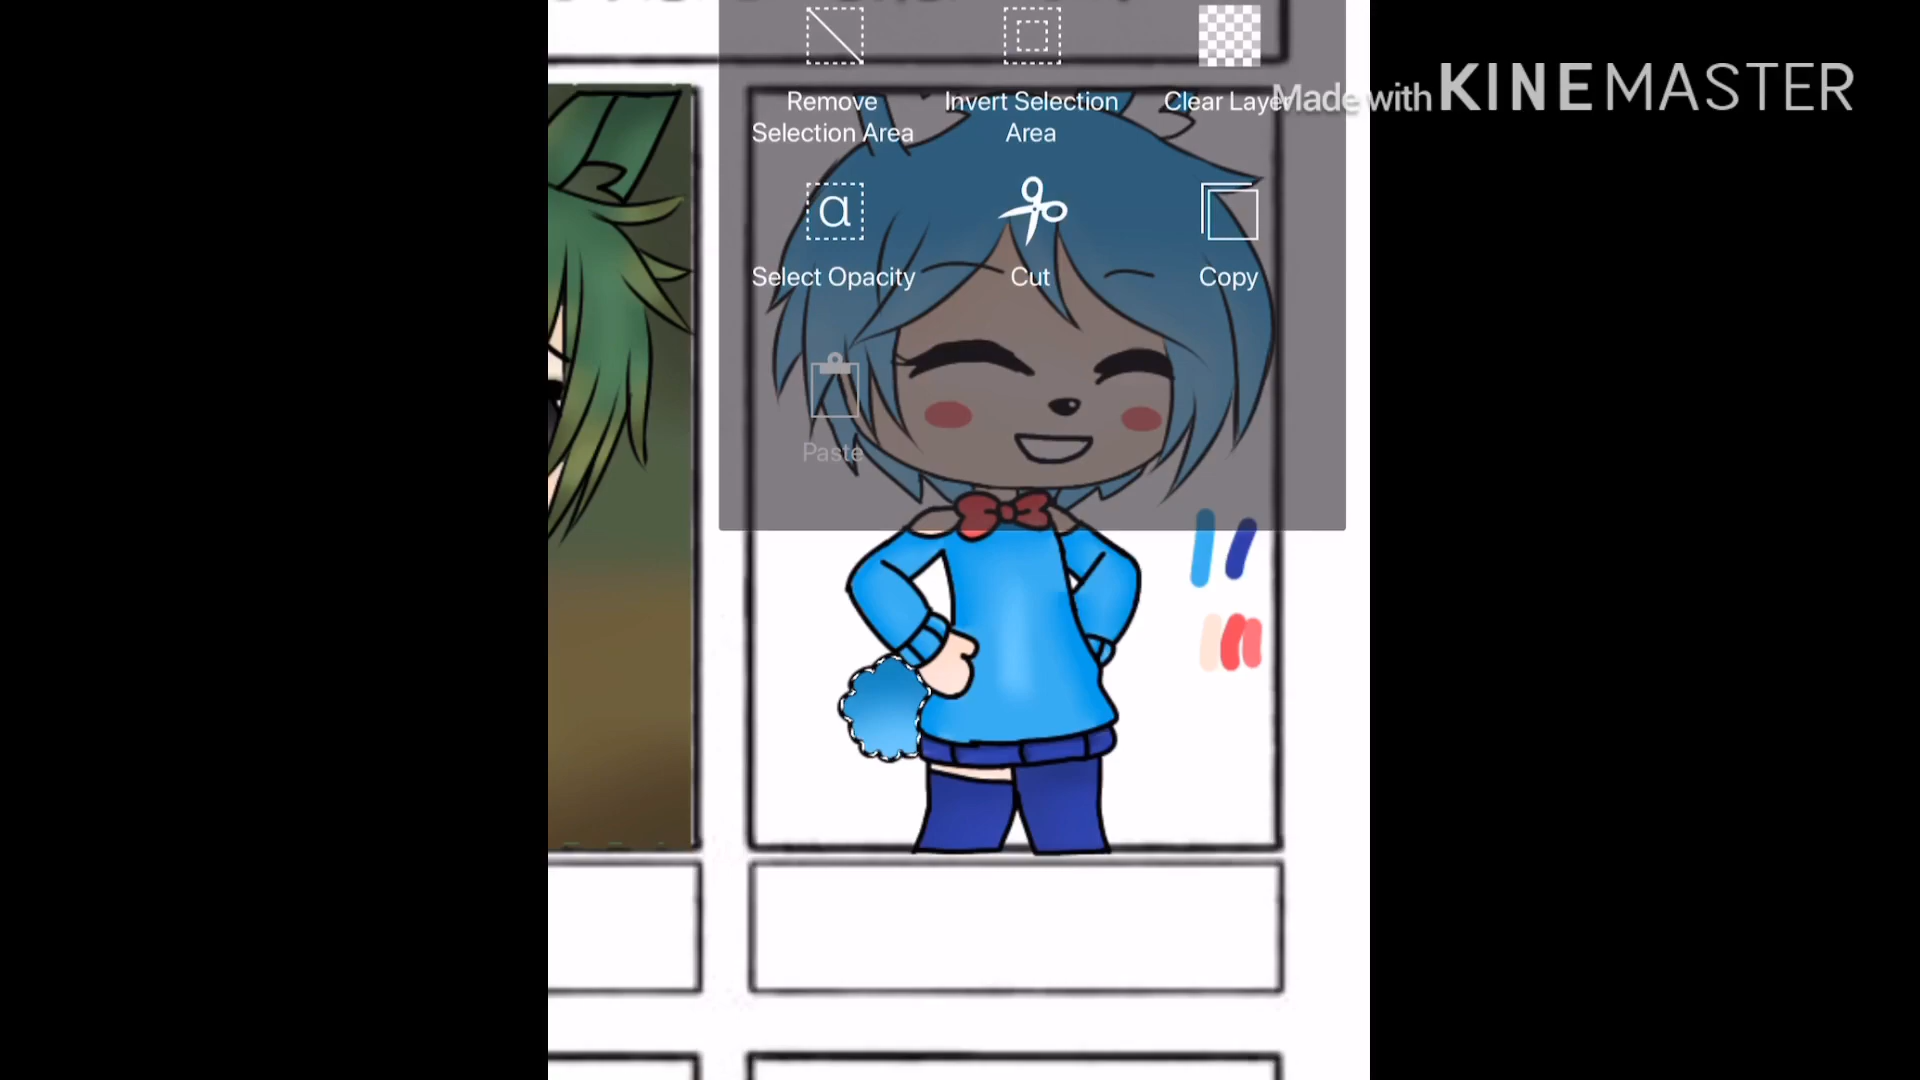 Remove
Selection Area
Invert Selection
Area
Clear Layer
Made with KINEMASTER
Select Opacity
Cut
Copy
Paste